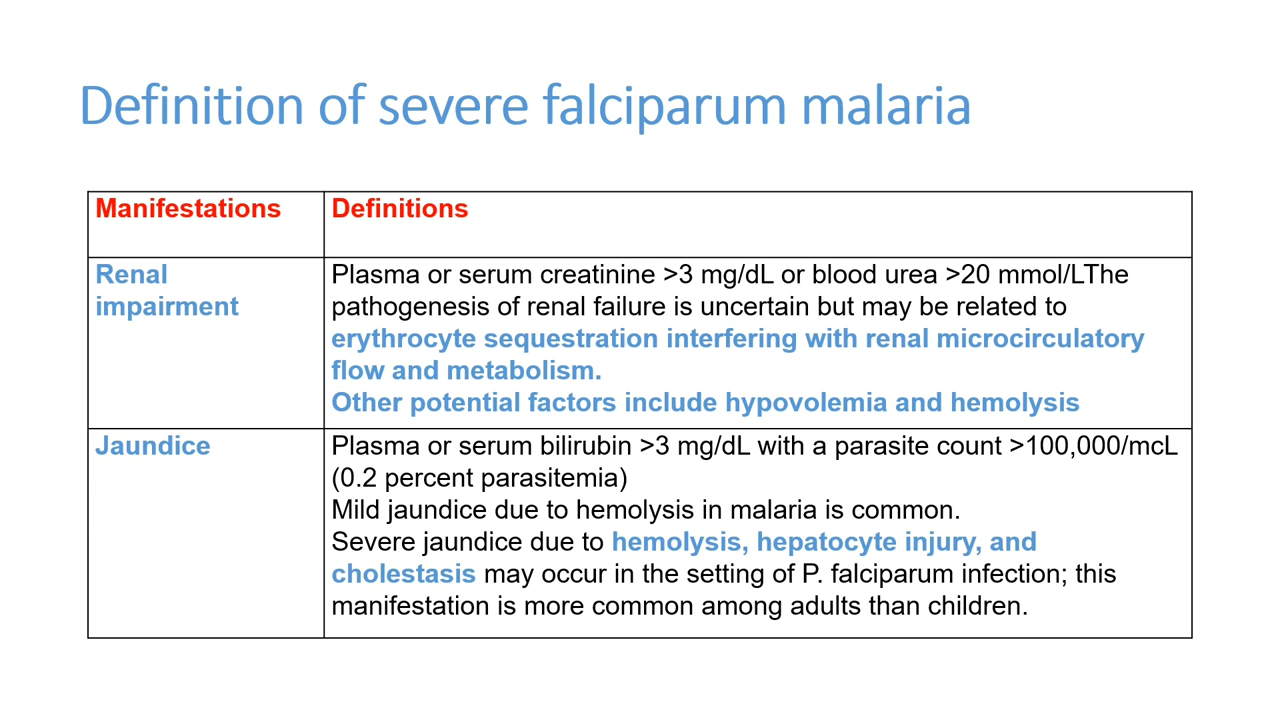 Definition of severe falciparum malaria
Manifestations
Definitions
Renal
impairment
Plasma or serum creatinine >3 mg/dL or blood urea >20 mmol/LThe
pathogenesis of renal failure is uncertain but may be related to
erythrocyte sequestration interfering with renal microcirculatory
flow and metabolism.
Other potential factors include hypovolemia and hemolysis
Jaundice
Plasma or serum bilirubin >3 mg/dL with a parasite count >100,000/mcL
(0.2 percent parasitemia)
Mild jaundice due to hemolysis in malaria is common.
Severe jaundice due to hemolysis, hepatocyte injury, and
cholestasis may occur in the setting of P. falciparum infection; this
manifestation is more common among adults than children.